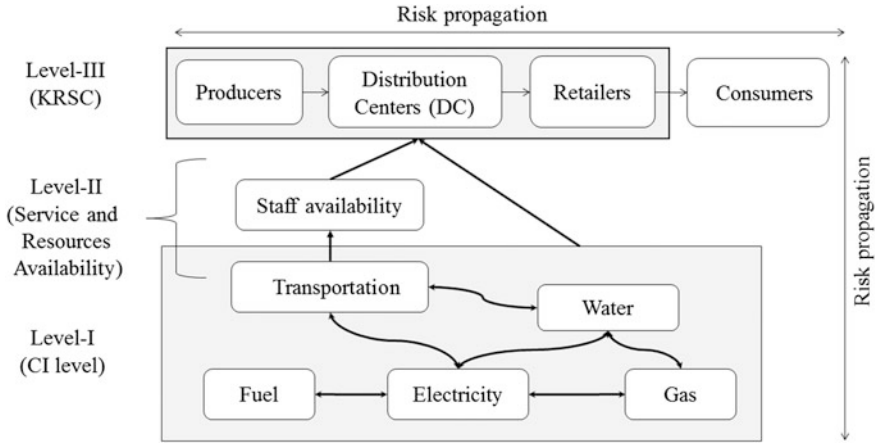 Risk propagation
Level-III
(KRSC)
Producers
Distribution
Centers (DC)
Retailers
Consumers
Level-II
(Service and
Resources
Availability)
Staff availability
Risk propagation
Transportation
Water
Level-I
(CI level)
Fuel
Electricity
Gas